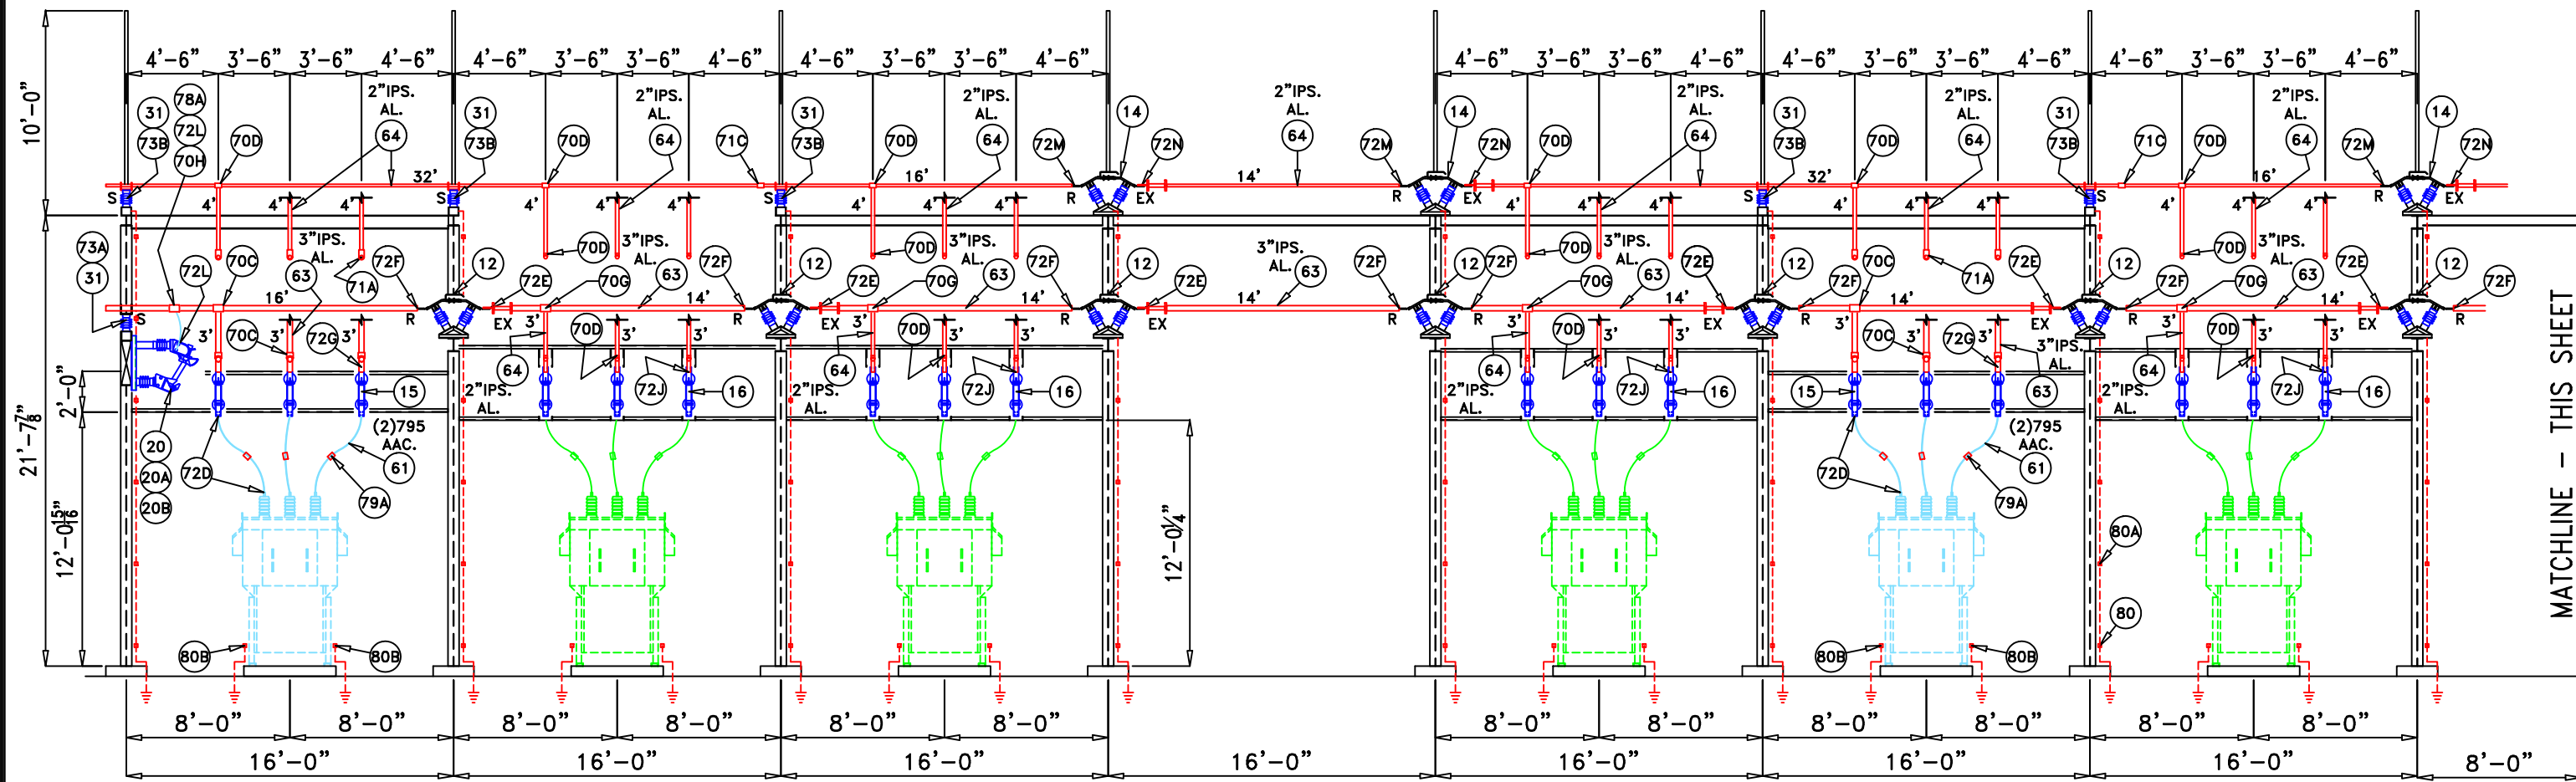 4'-6" 3'-6" 3'-6" 4'-6" 4'-6" 3'-6" 3'-6" 4'-6" 4'-6" 3'-6" 3'-6" 4'-6" 4'-6" 3'-6" 3'-6" 4'-6" 4'-6" 3'-6" 3'-6" 4'-6" 4'-6" 3'-6" 3'-6" 4'-6"
10'-0"
2"IPS. 2"IPS. 2"IPS. 2"IPS. 2"IPS. 2"IPS. 2"IPS.
AL. AL. AL. AL. AL. AL. AL.
31 78A 31 31 14 14 31 31 14
73B 72L 70D 64 73B 70D 64 71C 73B 70D 64 72M 72N 64 72M 72N 70D 64 73B 70D 64 73B 71C 70D 64 72M 72N
70H
32' 16' 14' 32' 16'
S S S R EX R EX S S R EX
4' 4' 4' 4' 4' 4' 4' 4' 4' 4' 4' 4' 4' 4' 4' 4' 4' 4'
73A 3"IPS. 3"IPS. 3"IPS. 3"IPS. 3"IPS. 3"IPS.
31 AL. AL. AL. AL. AL. AL.
72L 70C 63 71A 72F 12 70D 72E 70G 63 72F 12 70D 72E 70G 63 72F 12 72E 63 72F 12 72F 70D 70G 63 72E 12 72F 70C 71A 72E 12 72F 70D 70G 63 72E 12 72F
16' 14' 14' 14' 14' 14' 14'
S R EX R EX R EX R R EX R EX R EX R
3' 3' 3' 3' 3' 3' 3' 3' 3' 3' 3' 3' 3' 3' 3' 3' 3' 3'
70C 72G 70D 70D 70D 70C 72G 3"IPS. 70D
AL.
64 72J 64 72J 64 72J 63 64 72J
2"IPS. 2"IPS. 2"IPS. 2"IPS.
AL. AL. AL. AL.
15 16 16 16 15 16
2'-0"
21'-7⅞"
20 72D (2)795 72D (2)795
20A AAC. AAC.
20B 61 61
79A 79A
12'-0 15/16"
12'-0¼"
80A
80
80B 80B 80B 80B
MATCHLINE - THIS SHEET
8'-0" 8'-0" 8'-0" 8'-0" 8'-0" 8'-0" 8'-0" 8'-0" 8'-0" 8'-0" 8'-0" 8'-0"
16'-0" 16'-0" 16'-0" 16'-0" 16'-0" 16'-0" 16'-0" 8'-0"